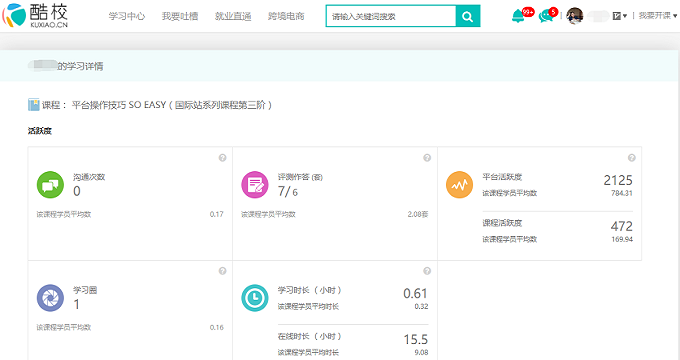 酷校
KUXIAO.CN
学习中心 我要吐槽 就业直通 跨境电商
请输入关键词搜索
99+
5
我要开课
的学习详情
课程： 平台操作技巧 SO EASY（国际站系列课程第三阶）
活跃度
沟通次数
0
该课程学员平均数 0.17
评测作答 (套)
7/ 6
该课程学员平均数 2.08套
平台活跃度 2125
该课程学员平均数 784.31
课程活跃度 472
该课程学员平均数 169.94
学习圈
1
该课程学员平均数 0.16
学习时长（小时） 0.61
该课程学员平均时长 0.32
在线时长（小时） 15.5
该课程学员平均时长 9.08